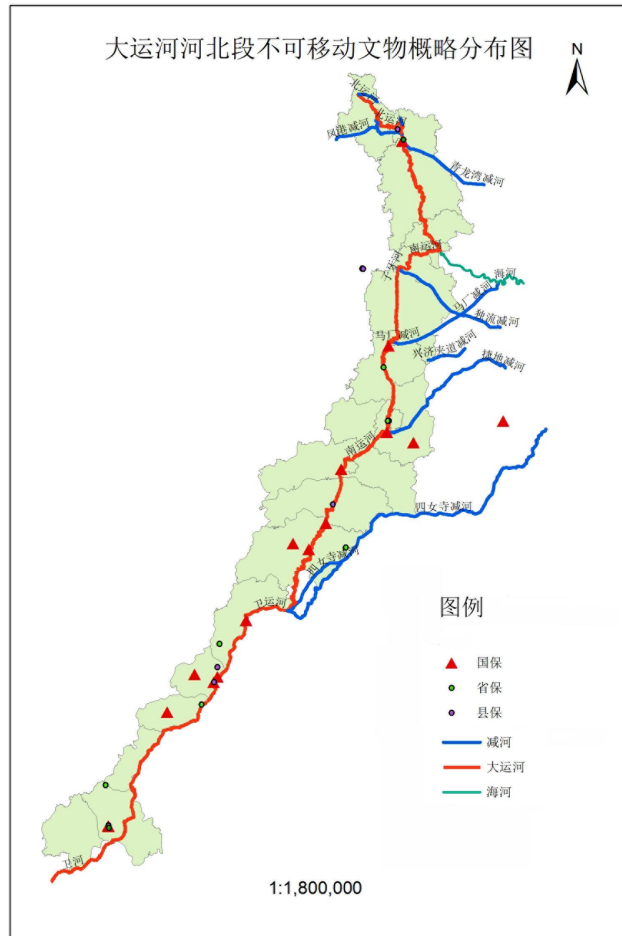 大运河河北段不可移动文物概略分布图
N
北运河
北运河
凤港减河
青龙湾减河
南运河
子牙河
海河
马厂减河
独流减河
马厂减河
兴济夹道减河
捷地减河
南运河
四女寺减河
四女寺减河
卫运河
卫河
图例
国保
省保
县保
减河
大运河
海河
1:1,800,000